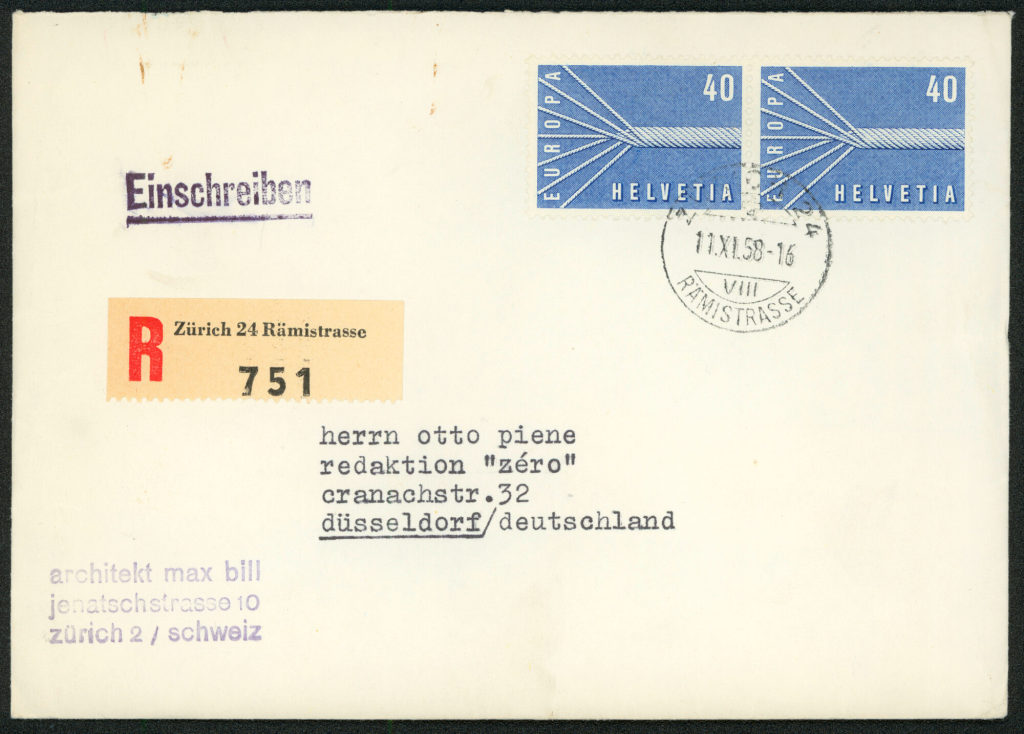 EUROPA 40 HELVETIA
EUROPA 40 HELVETIA
Einschreiben
24
11.XI.58-16
VIII
RÄMISTRASSE
R Zürich 24 Rämistrasse
751
herrn otto piene
redaktion "zéro"
cranachstr.32
düsseldorf/deutschland
architekt max bill
jenatschstrasse 10
zürich 2 / schweiz